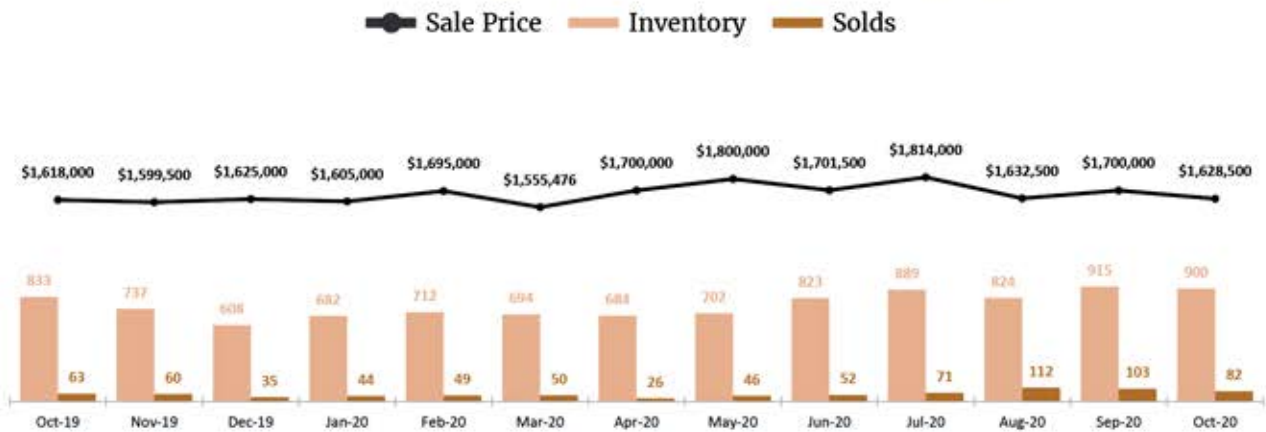 Sale Price Inventory Solds
$1,618,000 $1,599,500 $1,625,000 $1,605,000 $1,695,000 $1,555,476 $1,700,000 $1,800,000 $1,701,500 $1,814,000 $1,632,500 $1,700,000 $1,628,500
833 737 608 682 712 694 684 702 823 889 824 915 900
63 60 35 44 49 50 26 46 52 71 112 103 82
Oct-19 Nov-19 Dec-19 Jan-20 Feb-20 Mar-20 Apr-20 May-20 Jun-20 Jul-20 Aug-20 Sep-20 Oct-20